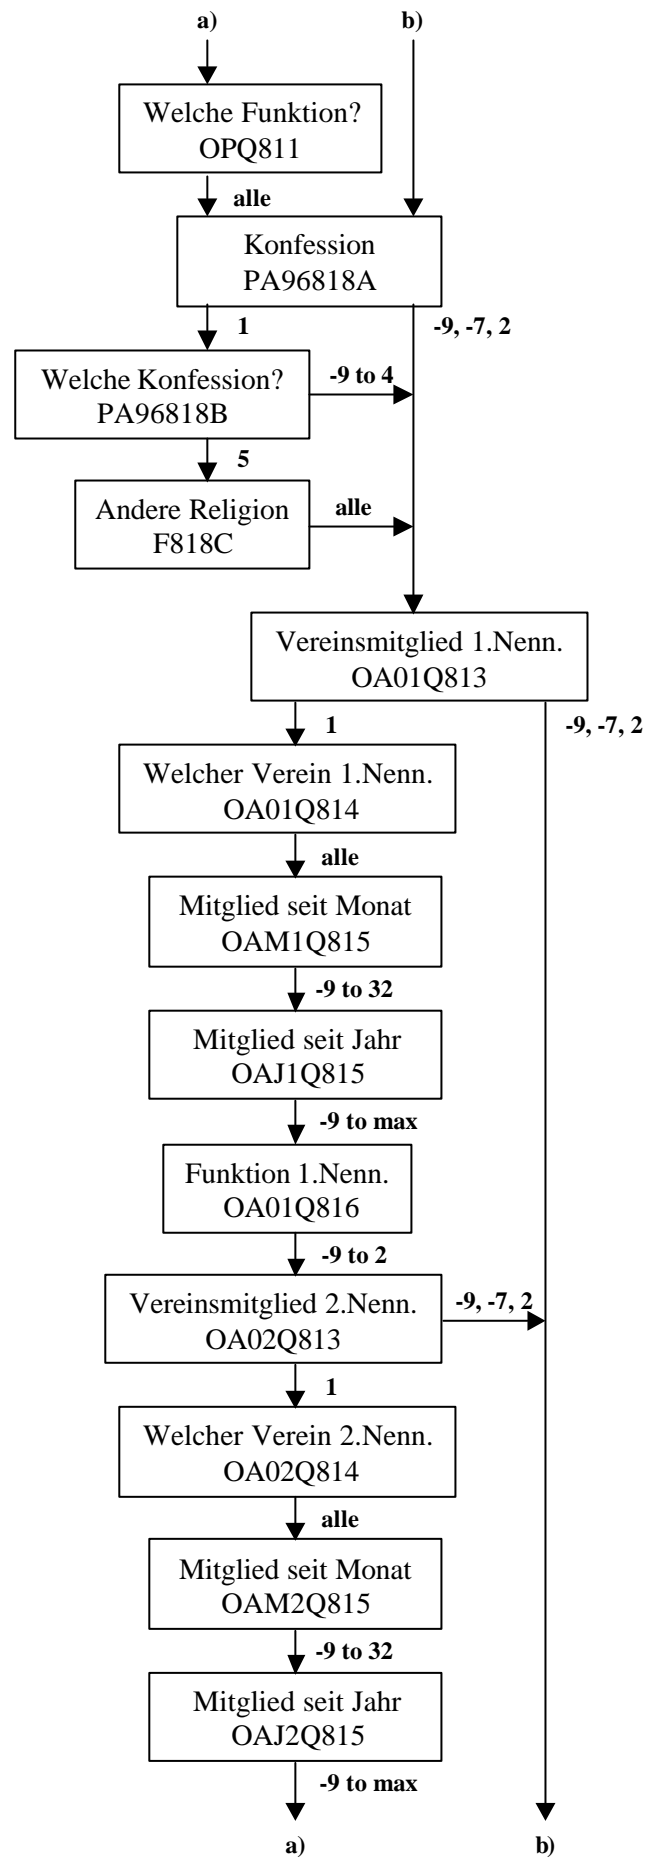 a)
b)
Welche Funktion?
OPQ811
alle
Konfession
PA96818A
1
-9, -7, 2
Welche Konfession?
PA96818B
-9 to 4
5
Andere Religion
F818C
alle
Vereinsmitglied 1.Nenn.
OA01Q813
1
-9, -7, 2
Welcher Verein 1.Nenn.
OA01Q814
alle
Mitglied seit Monat
OAM1Q815
-9 to 32
Mitglied seit Jahr
OAJ1Q815
-9 to max
Funktion 1.Nenn.
OA01Q816
-9 to 2
Vereinsmitglied 2.Nenn.
OA02Q813
-9, -7, 2
1
Welcher Verein 2.Nenn.
OA02Q814
alle
Mitglied seit Monat
OAM2Q815
-9 to 32
Mitglied seit Jahr
OAJ2Q815
-9 to max
a)
b)